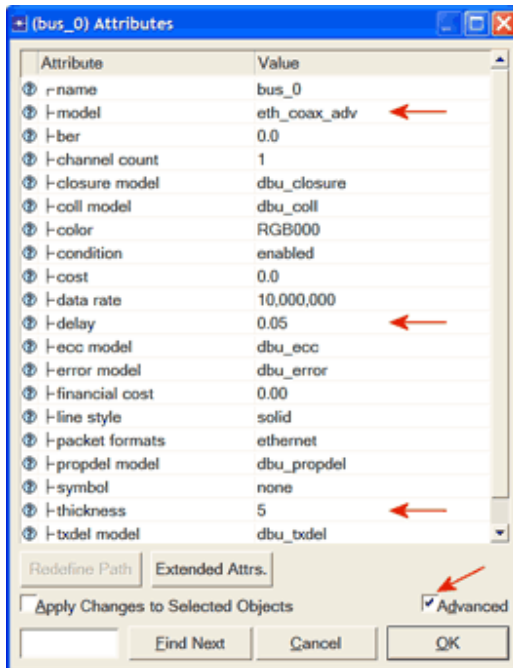 (bus_0) Attributes
Attribute Value
name bus_0
model eth_coax_adv
ber 0.0
channel count 1
closure model dbu_closure
coll model dbu_coll
color RGB000
condition enabled
cost 0.0
data rate 10,000,000
delay 0.05
ecc model dbu_ecc
error model dbu_error
financial cost 0.00
line style solid
packet formats ethernet
propdel model dbu_propdel
symbol none
thickness 5
txdel model dbu_txdel
Redefine Path Extended Attrs.
Apply Changes to Selected Objects Advanced
Find Next Cancel OK